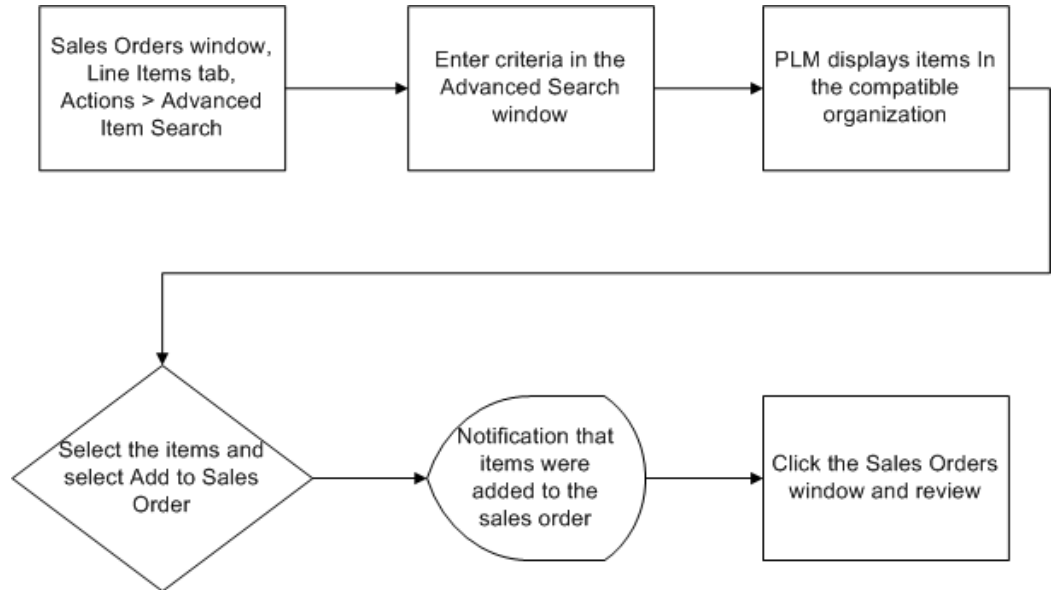 Sales Orders window,
Line Items tab,
Actions > Advanced
Item Search
Enter criteria in the
Advanced Search
window
PLM displays items In
the compatible
organization
Select the items and
select Add to Sales
Order
Notification that
items were
added to the
sales order
Click the Sales Orders
window and review